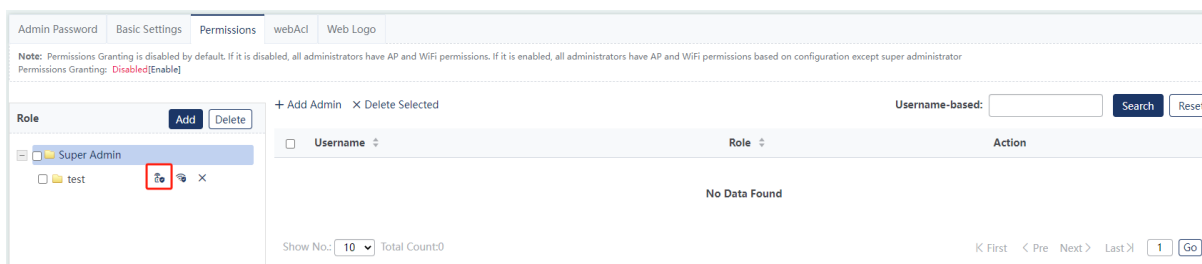 Admin Password Basic Settings Permissions webAcl Web Logo
Note: Permissions Granting is disabled by default. If it is disabled, all administrators have AP and WiFi permissions. If it is enabled, all administrators have AP and WiFi permissions based on configuration except super administrator
Permissions Granting: Disabled[Enable]
Role Add Delete
+ Add Admin × Delete Selected Username-based: Search Reset
Username Role Action
Super Admin
test
No Data Found
Show No.: 10 Total Count:0 First Pre Next Last 1 Go